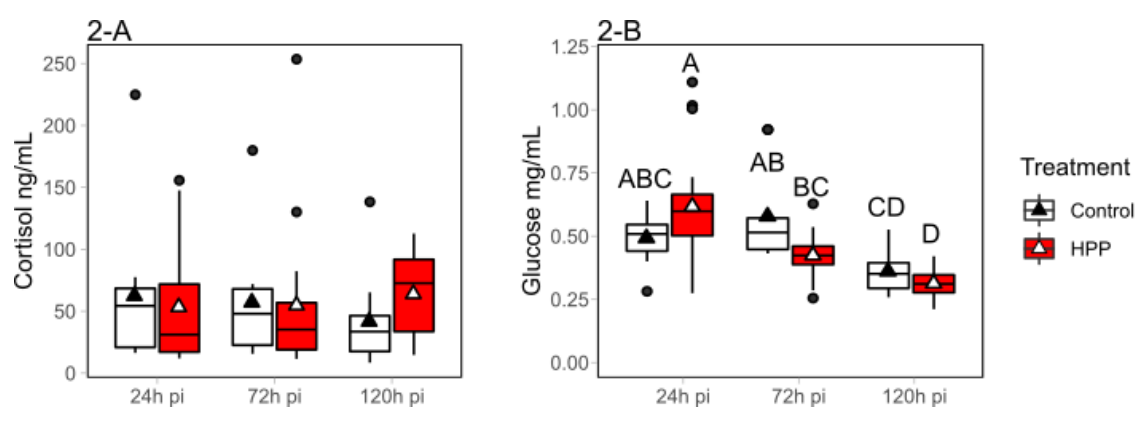 2-A
Cortisol ng/mL
250
200
150
100
50
0
24h pi
72h pi
120h pi
2-B
Glucose mg/mL
1.25
1.00
0.75
0.50
0.25
0.00
A
ABC
AB
BC
CD
D
24h pi
72h pi
120h pi
Treatment
Control
HPP